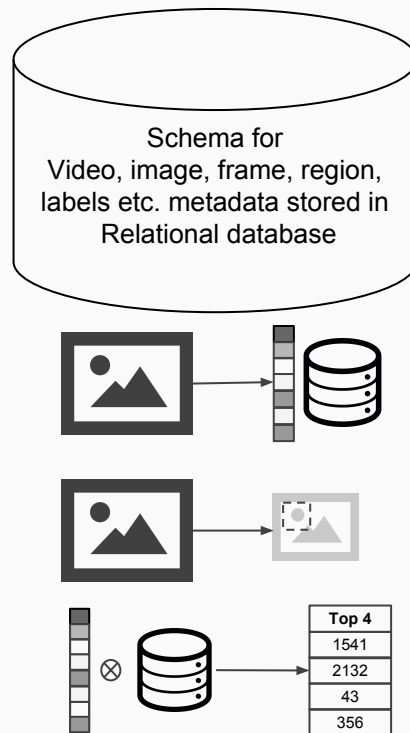 Schema for
Video, image, frame, region,
labels etc. metadata stored in
Relational database
Top 4
1541
2132
43
356